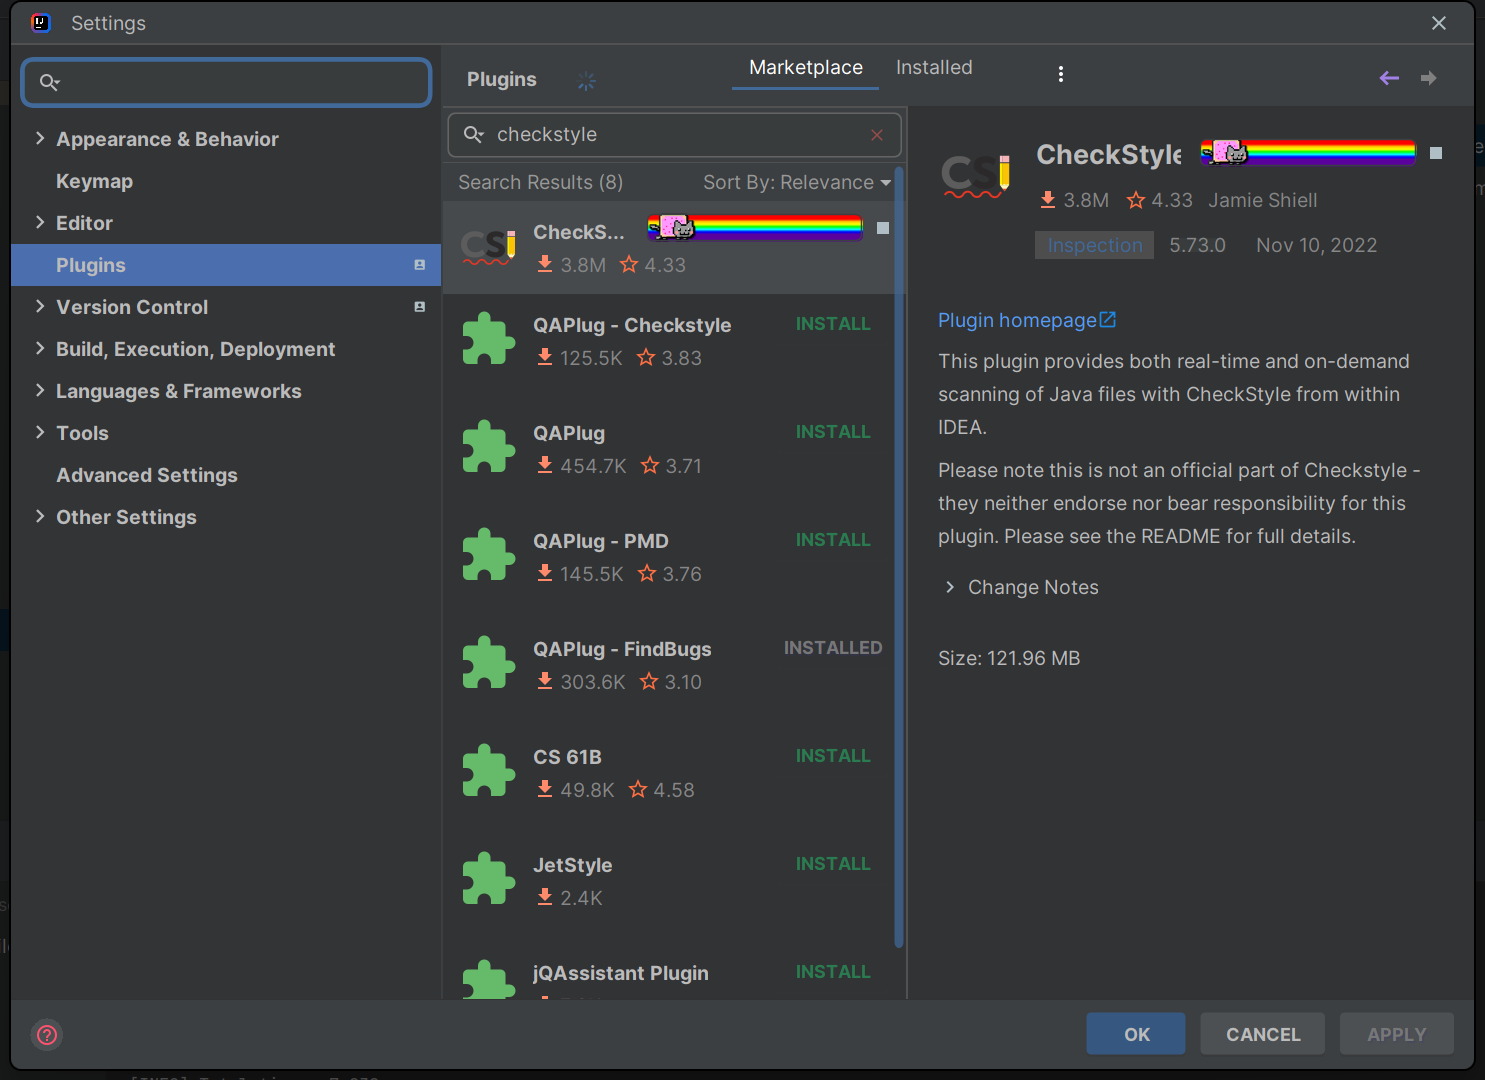 Settings
Appearance & Behavior
Keymap
Editor
Plugins
Version Control
Build, Execution, Deployment
Languages & Frameworks
Tools
Advanced Settings
Other Settings
Plugins
Marketplace
Installed
checkstyle
Search Results (8)
Sort By: Relevance
CheckS...
3.8M 4.33
QAPlug - Checkstyle
INSTALL
125.5K 3.83
QAPlug
INSTALL
454.7K 3.71
QAPlug - PMD
INSTALL
145.5K 3.76
QAPlug - FindBugs
INSTALLED
303.6K 3.10
CS 61B
INSTALL
49.8K 4.58
JetStyle
INSTALL
2.4K
jQAssistant Plugin
INSTALL
CheckStyle
3.8M 4.33 Jamie Shiell
Inspection 5.73.0 Nov 10, 2022
Plugin homepage
This plugin provides both real-time and on-demand
scanning of Java files with CheckStyle from within
IDEA.
Please note this is not an official part of Checkstyle -
they neither endorse nor bear responsibility for this
plugin. Please see the README for full details.
Change Notes
Size: 121.96 MB
OK
CANCEL
APPLY